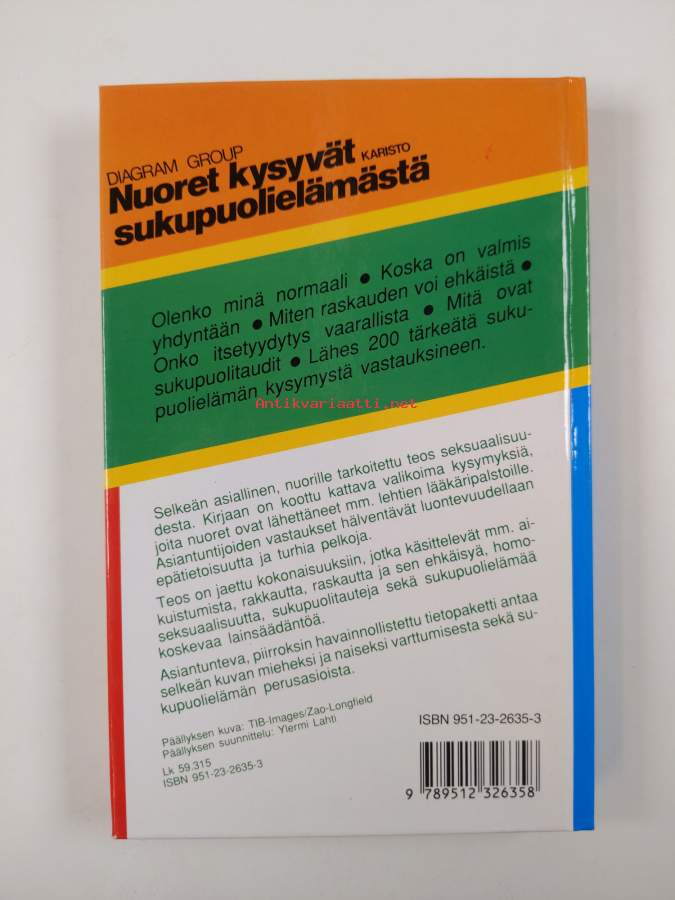 DIAGRAM GROUP
Nuoret kysyvät KARISTO
sukupuolielämästä
Olenko minä normaali ● Koska on valmis
yhdyntään ● Miten raskauden voi ehkäistä ●
Onko itsetyydytys vaarallista ● Mitä ovat
sukupuolitaudit ● Lähes 200 tärkeätä suku-
puolielämän kysymystä vastauksineen.
Antikvariaatti.net
Selkeän asiallinen, nuorille tarkoitettu teos seksuaalisuu-
desta. Kirjaan on koottu kattava valikoima kysymyksiä,
joita nuoret ovat lähettäneet mm. lehtien lääkäripalstoille.
Asiantuntijoiden vastaukset hälventävät luontevuudellaan
epätietoisuutta ja turhia pelkoja.
Teos on jaettu kokonaisuuksiin, jotka käsittelevät mm. ai-
kuistumista, rakkautta, raskautta ja sen ehkäisyä, homo-
seksuaalisuutta, sukupuolitauteja sekä sukupuolielämää
koskevaa lainsäädäntöä.
Asiantunteva, piirroksin havainnollistettu tietopaketti antaa
selkeän kuvan mieheksi ja naiseksi varttumisesta sekä su-
kupuolielämän perusasioista.
Päällyksen kuva: TIB-Images/Zao-Longfield
Päällyksen suunnittelu: Ylermi Lahti
Lk 59.315
ISBN 951-23-2635-3
ISBN 951-23-2635-3
9 789512 326358